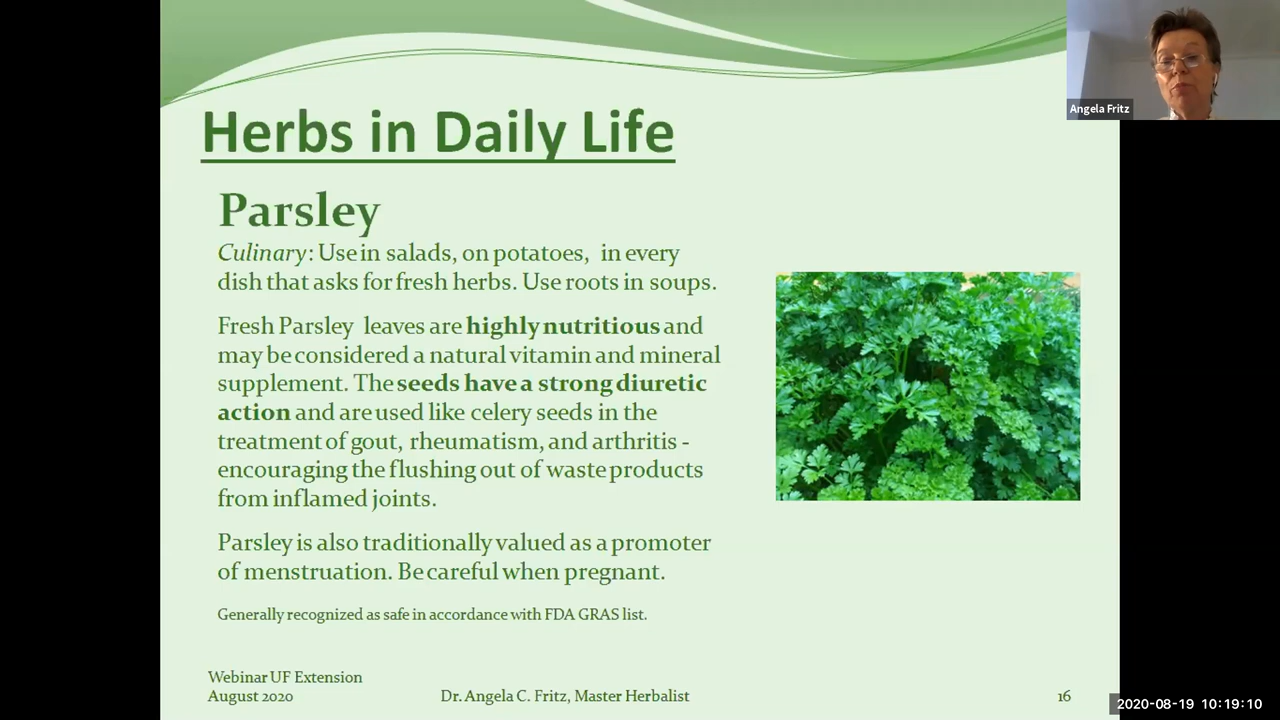 Angela Fritz
Herbs in Daily Life
Parsley
Culinary: Use in salads, on potatoes, in every
dish that asks for fresh herbs. Use roots in soups.
Fresh Parsley leaves are highly nutritious and
may be considered a natural vitamin and mineral
supplement. The seeds have a strong diuretic
action and are used like celery seeds in the
treatment of gout, rheumatism, and arthritis -
encouraging the flushing out of waste products
from inflamed joints.
Parsley is also traditionally valued as a promoter
of menstruation. Be careful when pregnant.
Generally recognized as safe in accordance with FDA GRAS list.
Webinar UF Extension
August 2020
Dr. Angela C. Fritz, Master Herbalist
16
2020-08-19 10:19:10